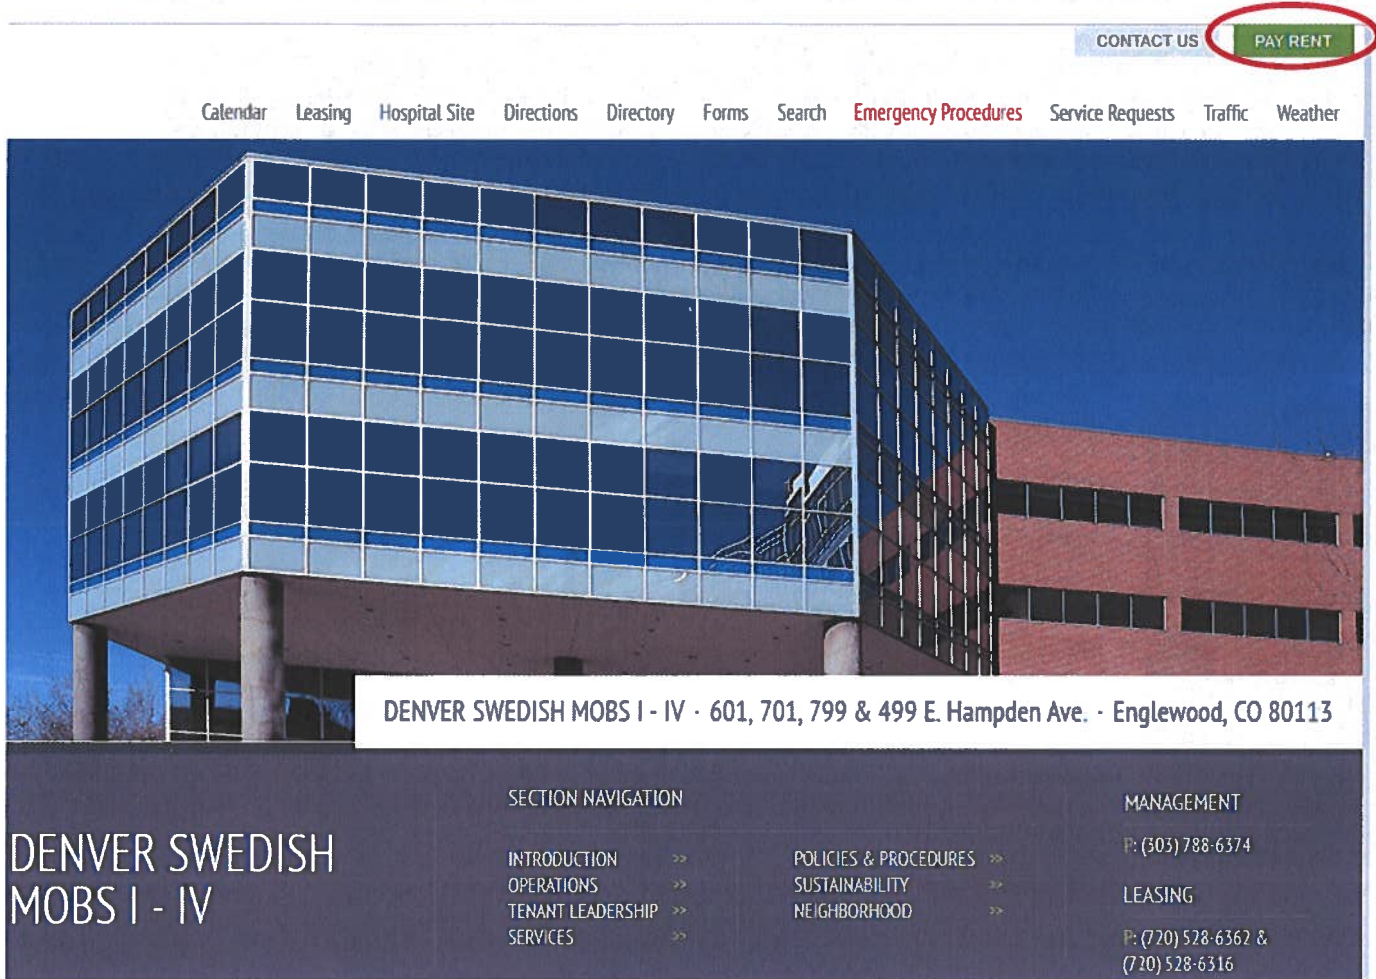 CONTACT US
PAY RENT
Calendar Leasing Hospital Site Directions Directory Forms Search Emergency Procedures Service Requests Traffic Weather
DENVER SWEDISH MOBS I - IV · 601, 701, 799 & 499 E. Hampden Ave. · Englewood, CO 80113
DENVER SWEDISH
MOBS I - IV
SECTION NAVIGATION
INTRODUCTION >>
OPERATIONS >>
TENANT LEADERSHIP >>
SERVICES >>
POLICIES & PROCEDURES >>
SUSTAINABILITY >>
NEIGHBORHOOD >>
MANAGEMENT
P: (303) 788-6374
LEASING
P: (720) 528-6362 &
(720) 528-6316